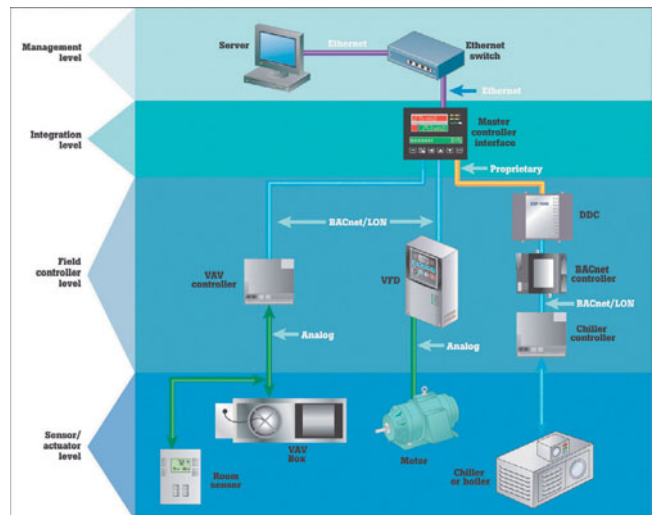 Management
level
Server
Ethernet
Ethernet
switch
Ethernet
Integration
level
Master
controller
interface
Proprietary
Field
controller
level
BACnet/LON
DDC
VAV
controller
VFD
BACnet
controller
BACnet/LON
Chiller
controller
Analog
Analog
Sensor/
actuator
level
VAV
Box
Room
sensor
Motor
Chiller
or boiler